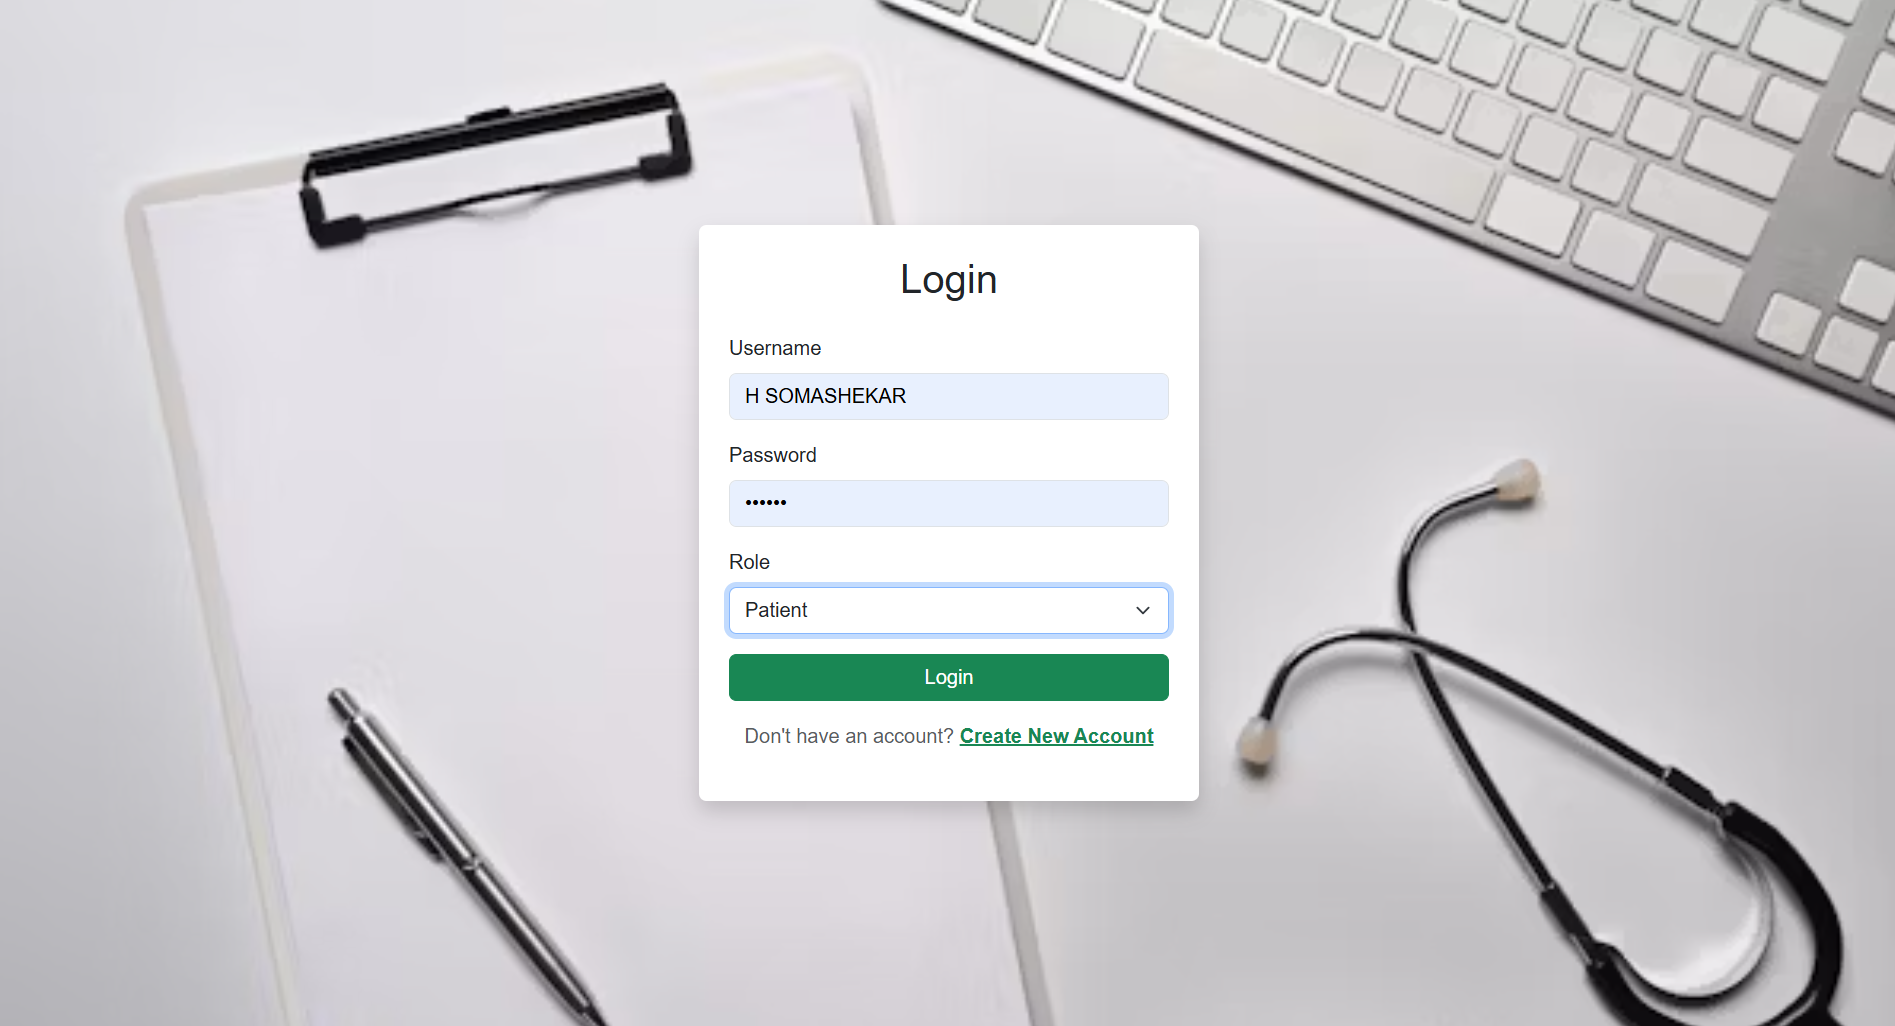 Login
Username
H SOMASHEKAR
Password
••••••
Role
Patient
Login
Don't have an account? Create New Account